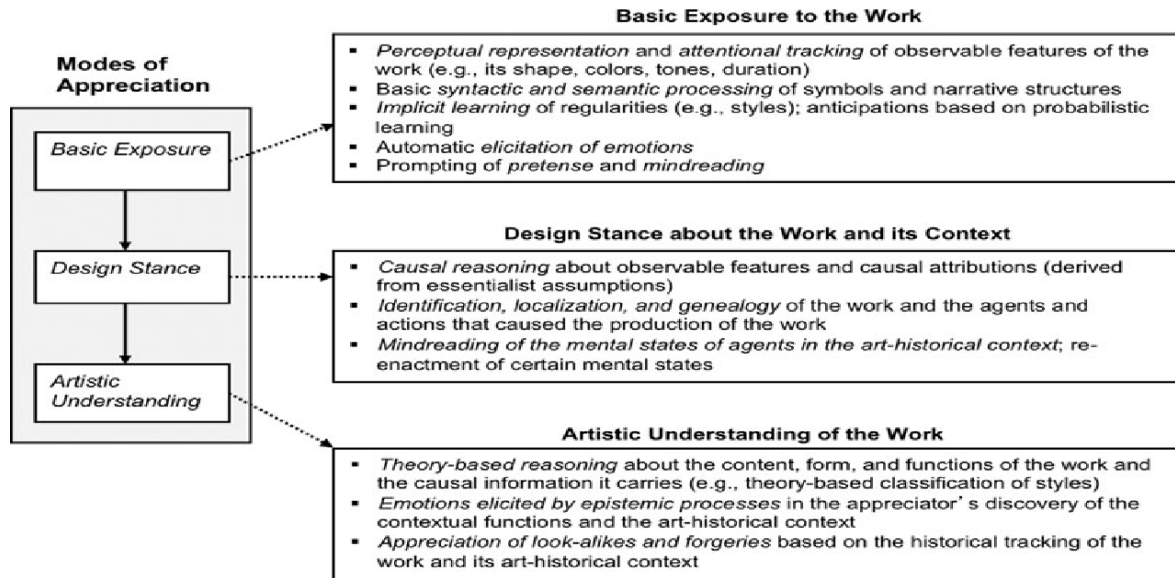 Modes of
Appreciation
Basic Exposure
Design Stance
Artistic
Understanding
Basic Exposure to the Work
▪ Perceptual representation and attentional tracking of observable features of the
work (e.g., its shape, colors, tones, duration)
▪ Basic syntactic and semantic processing of symbols and narrative structures
▪ Implicit learning of regularities (e.g., styles); anticipations based on probabilistic
learning
▪ Automatic elicitation of emotions
▪ Prompting of pretense and mindreading
Design Stance about the Work and its Context
▪ Causal reasoning about observable features and causal attributions (derived
from essentialist assumptions)
▪ Identification, localization, and genealogy of the work and the agents and
actions that caused the production of the work
▪ Mindreading of the mental states of agents in the art-historical context; re-
enactment of certain mental states
Artistic Understanding of the Work
▪ Theory-based reasoning about the content, form, and functions of the work and
the causal information it carries (e.g., theory-based classification of styles)
▪ Emotions elicited by epistemic processes in the appreciator’s discovery of the
contextual functions and the art-historical context
▪ Appreciation of look-alikes and forgeries based on the historical tracking of the
work and its art-historical context